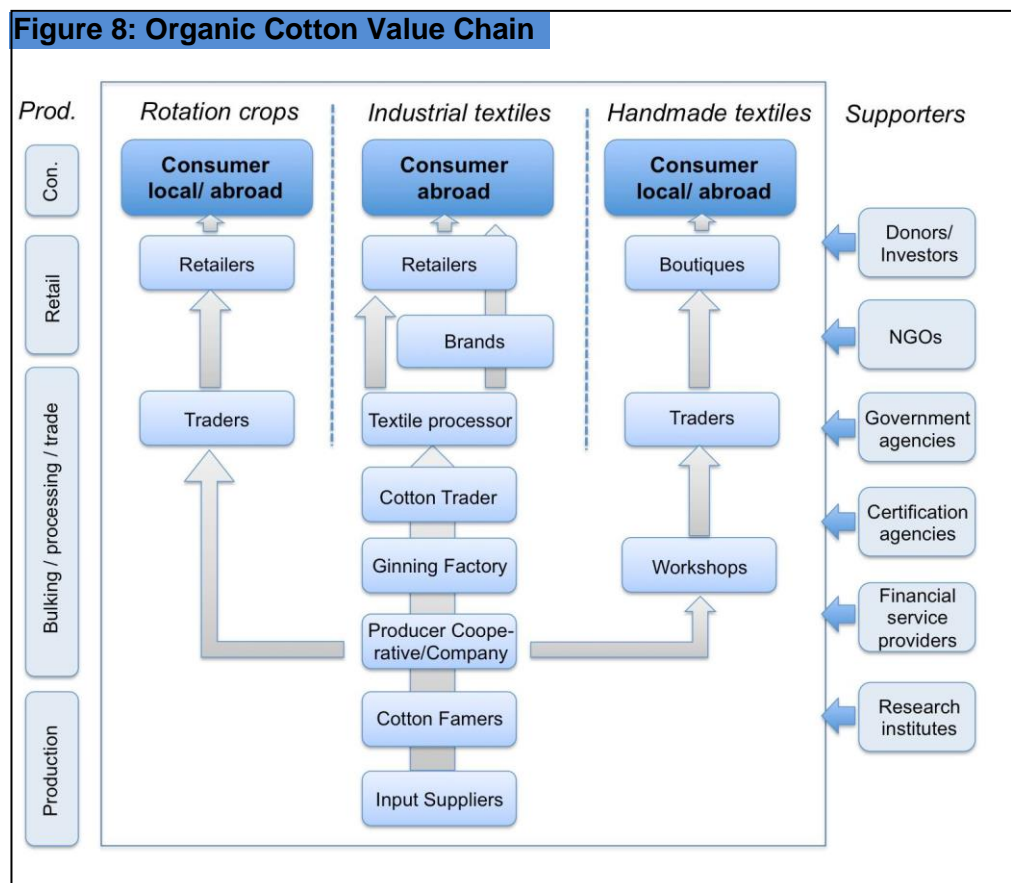 Figure 8: Organic Cotton Value Chain
Prod.
Rotation crops
Industrial textiles
Handmade textiles
Supporters
Con.
Consumer
local/ abroad
Consumer
abroad
Consumer
local/ abroad
Retail
Retailers
Retailers
Boutiques
Donors/
Investors
Brands
NGOs
Bulking / processing / trade
Traders
Textile processor
Traders
Government
agencies
Cotton Trader
Certification
agencies
Ginning Factory
Workshops
Producer Coope-
rative/Company
Financial
service
providers
Production
Cotton Famers
Research
institutes
Input Suppliers